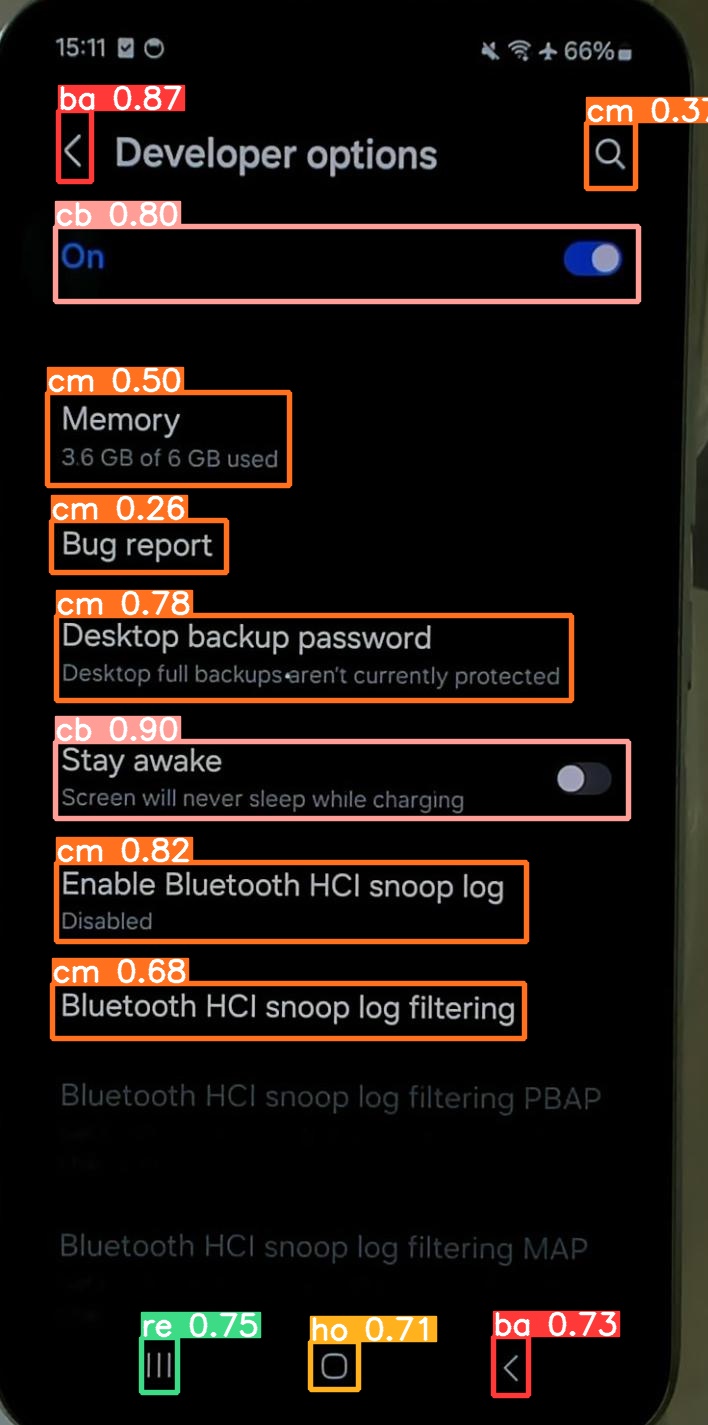 15:11 66%
ba 0.87
cm 0.37
Developer options
cb 0.80
On
cm 0.50
Memory
3.6 GB of 6 GB used
cm 0.26
Bug report
cm 0.78
Desktop backup password
Desktop full backups aren't currently protected
cb 0.90
Stay awake
Screen will never sleep while charging
cm 0.82
Enable Bluetooth HCI snoop log
Disabled
cm 0.68
Bluetooth HCI snoop log filtering
Bluetooth HCI snoop log filtering PBAP
Bluetooth HCI snoop log filtering MAP
re 0.75
ho 0.71
ba 0.73